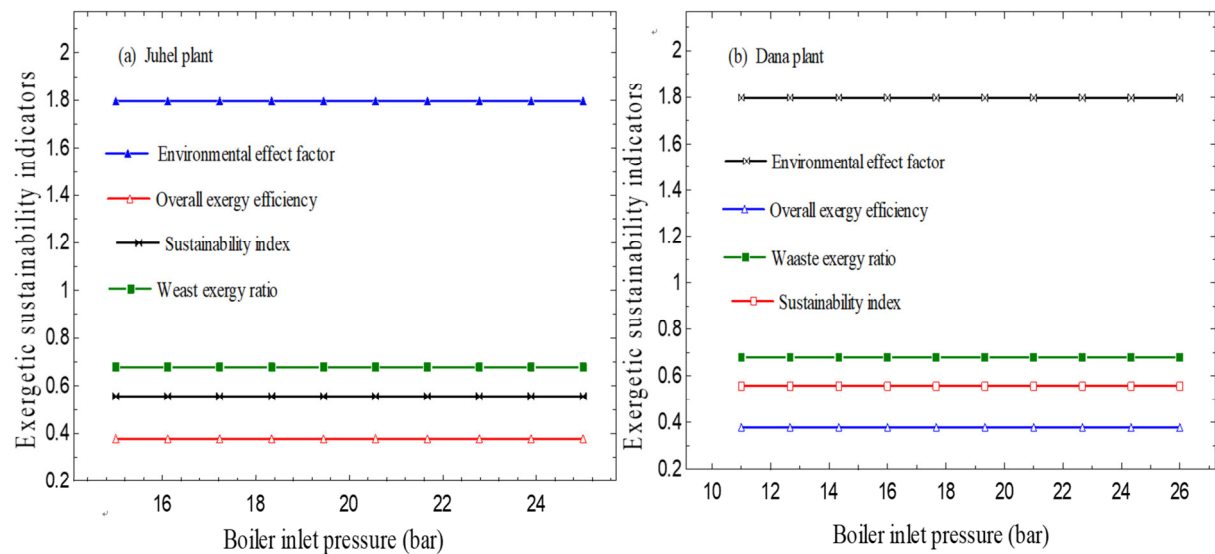 Exergetic sustainability indicators
2
1.8
1.6
1.4
1.2
1
0.8
0.6
0.4
0.2
(a) Juhel plant
Environmental effect factor
Overall exergy efficiency
Sustainability index
Weast exergy ratio
16 18 20 22 24
Boiler inlet pressure (bar)
Exergetic sustainability indicators
2
1.8
1.6
1.4
1.2
1
0.8
0.6
0.4
0.2
(b) Dana plant
Environmental effect factor
Overall exergy efficiency
Waaste exergy ratio
Sustainability index
10 12 14 16 18 20 22 24 26
Boiler inlet pressure (bar)